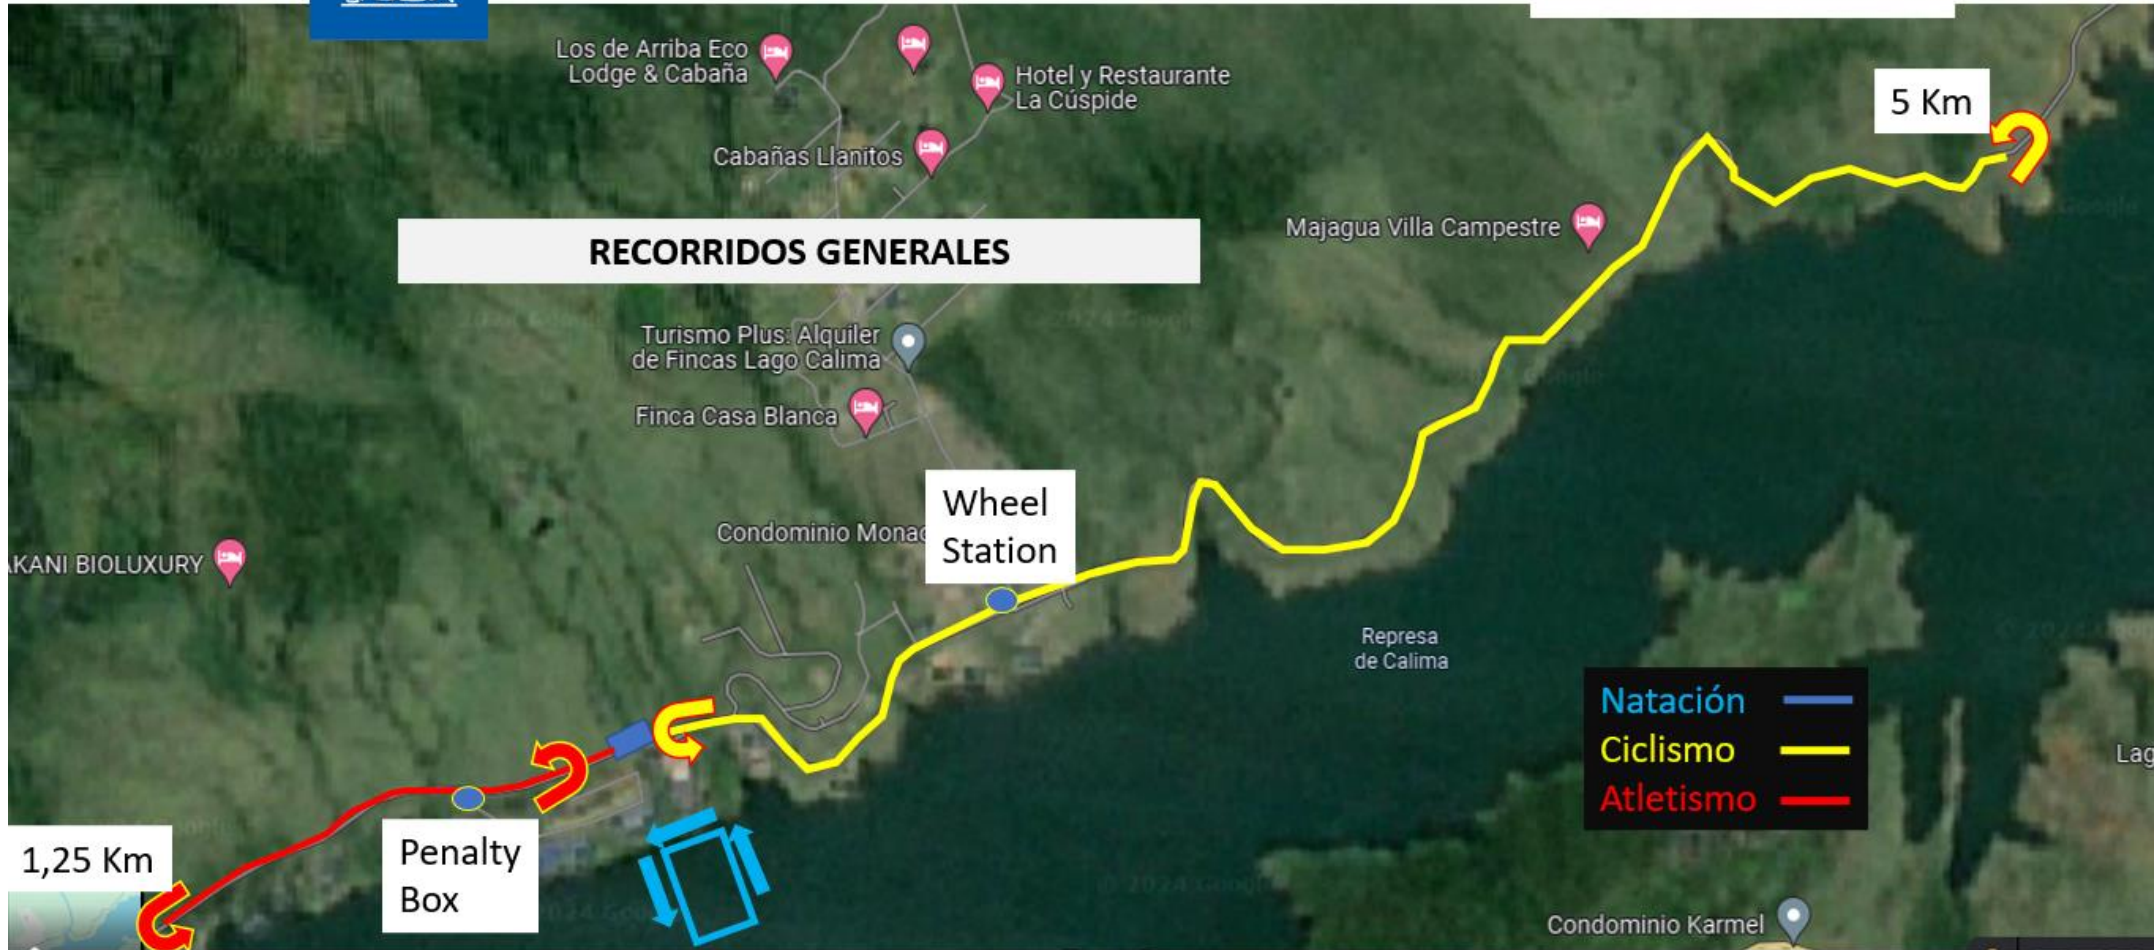 Los de Arriba Eco
Lodge & Cabaña
Hotel y Restaurante
La Cúspide
5 Km
Cabañas Llanitos
Majagua Villa Campestre
RECORRIDOS GENERALES
Turismo Plus: Alquiler
de Fincas Lago Calima
Finca Casa Blanca
Wheel
Station
Condominio Monac
AKANI BIOLUXURY
Represa
de Calima
Natación
Ciclismo
Atletismo
Lag
1,25 Km
Penalty
Box
Condominio Karmel